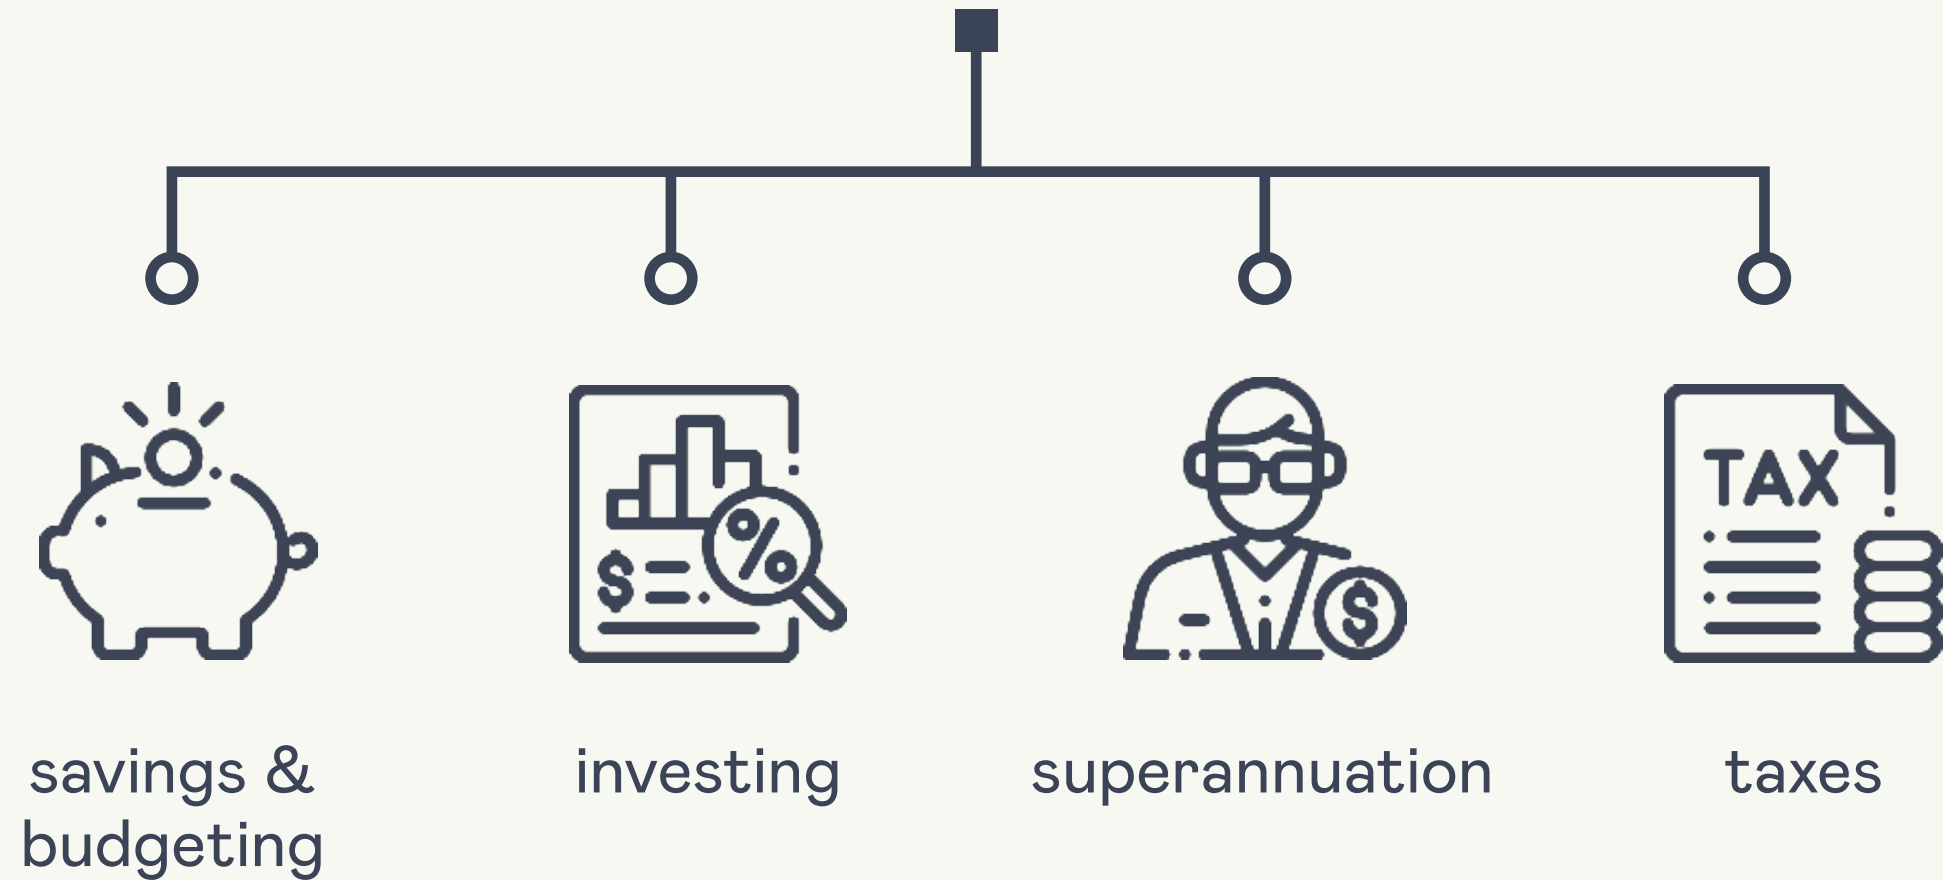 TAX
%
$
$
savings &
budgeting
investing
superannuation
taxes